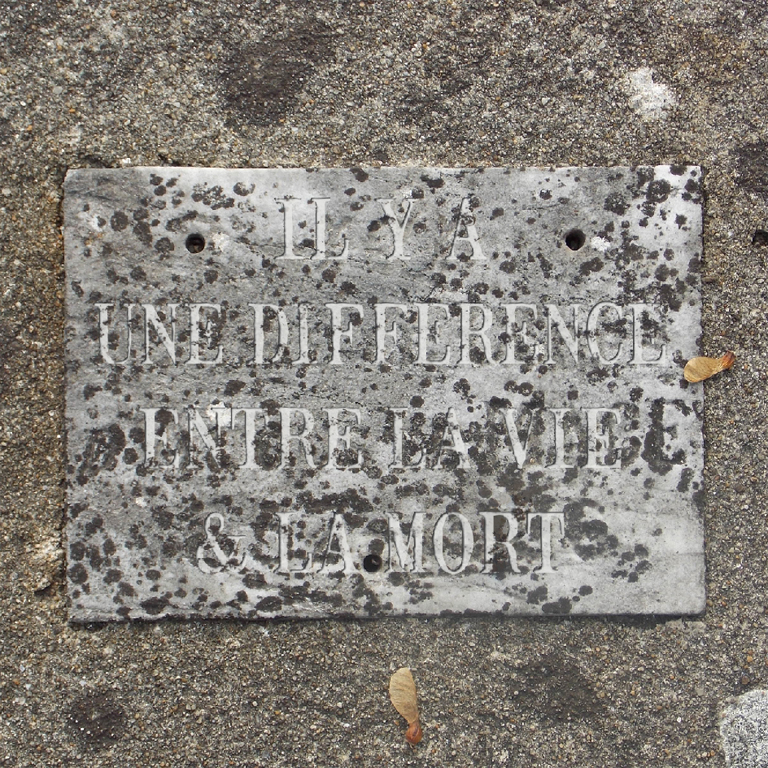 IL Y A
UNE DIFFERENCE
ENTRE LA VIE
& LA MORT